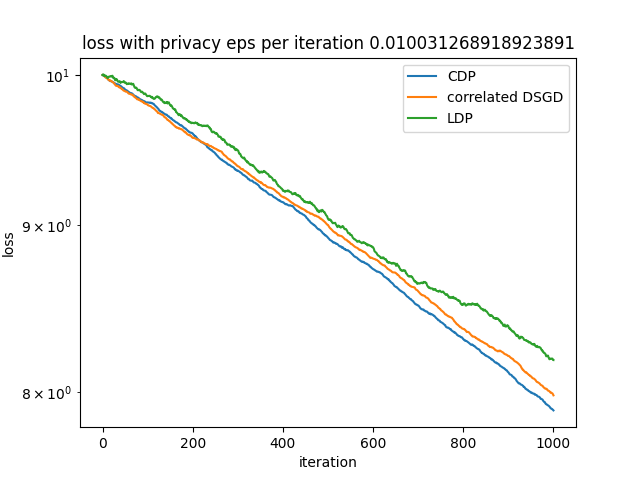 loss with privacy eps per iteration 0.010031268918923891
CDP
correlated DSGD
LDP
10¹
9 × 10⁰
8 × 10⁰
loss
0 200 400 600 800 1000
iteration